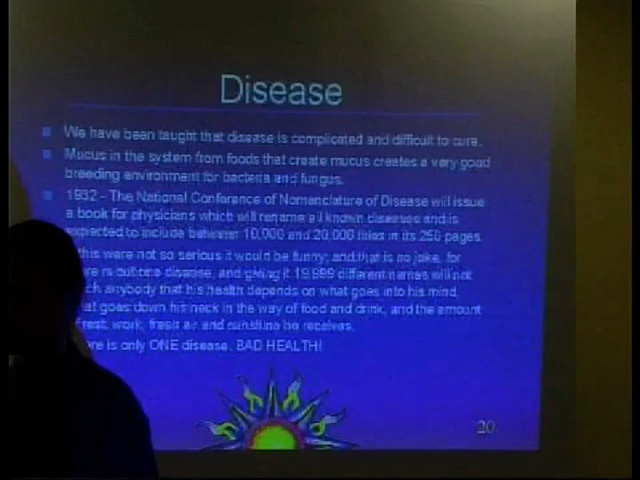 Disease
We have been taught that disease is complicated and difficult to cure.
Mucus in the system from foods that create mucus creates a very good
breeding environment for bacteria and fungus.
1932 - The National Conference of Nomenclature of Disease will issue
a book for physicians which will rename all known diseases and is
expected to include between 10,000 and 20,000 titles in its 250 pages.
this were not so serious it would be funny; and that is no joke, for
is but one disease, and giving it 19,999 different names will not
anybody that his health depends on what goes into his mind,
goes down his neck in the way of food and drink, and the amount
rest, work, fresh air and sunshine he receives.
is only ONE disease, BAD HEALTH!
20